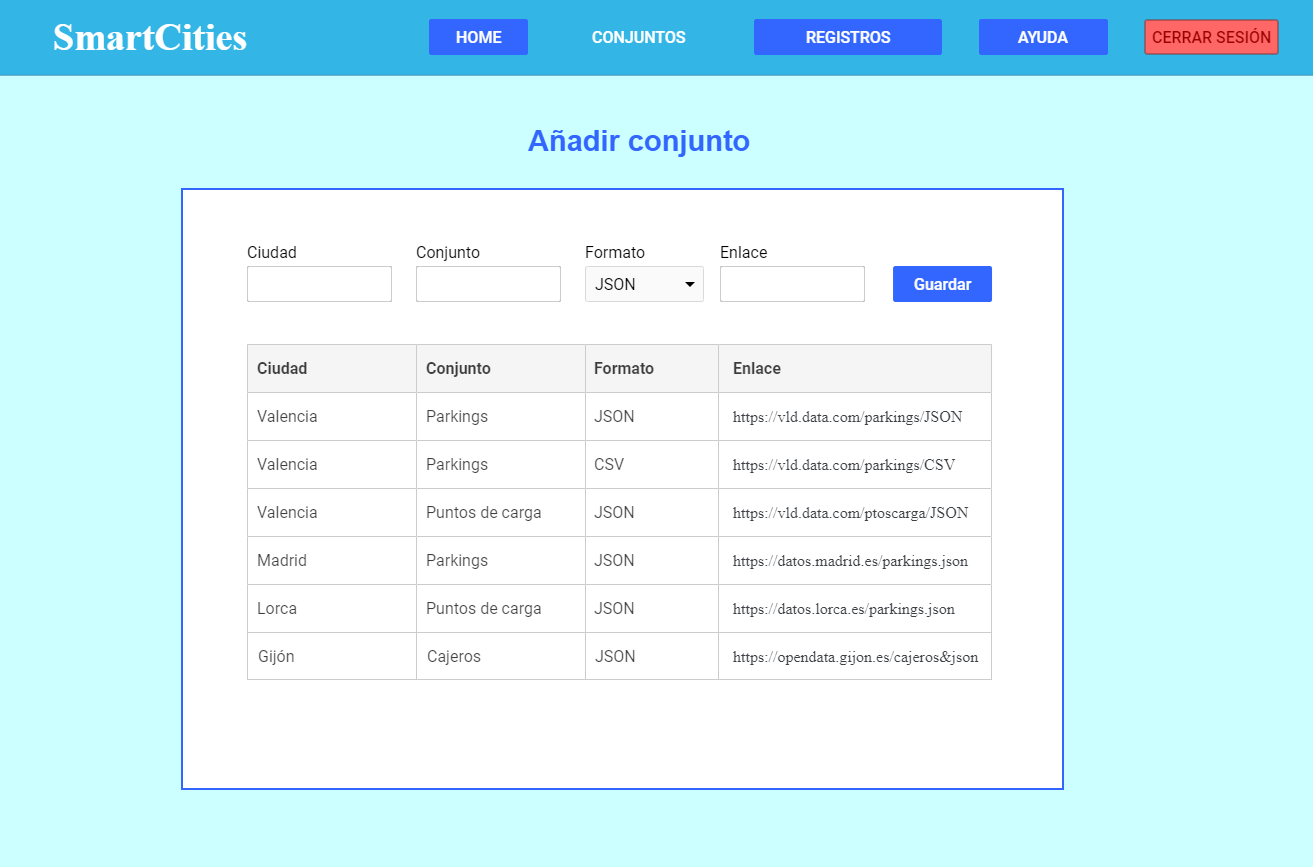 SmartCities HOME CONJUNTOS REGISTROS AYUDA CERRAR SESIÓN
Añadir conjunto
Ciudad Conjunto Formato Enlace
JSON Guardar
Ciudad Conjunto Formato Enlace
Valencia Parkings JSON https://vld.data.com/parkings/JSON
Valencia Parkings CSV https://vld.data.com/parkings/CSV
Valencia Puntos de carga JSON https://vld.data.com/ptoscarga/JSON
Madrid Parkings JSON https://datos.madrid.es/parkings.json
Lorca Puntos de carga JSON https://datos.lorca.es/parkings.json
Gijón Cajeros JSON https://opendata.gijon.es/cajeros&json